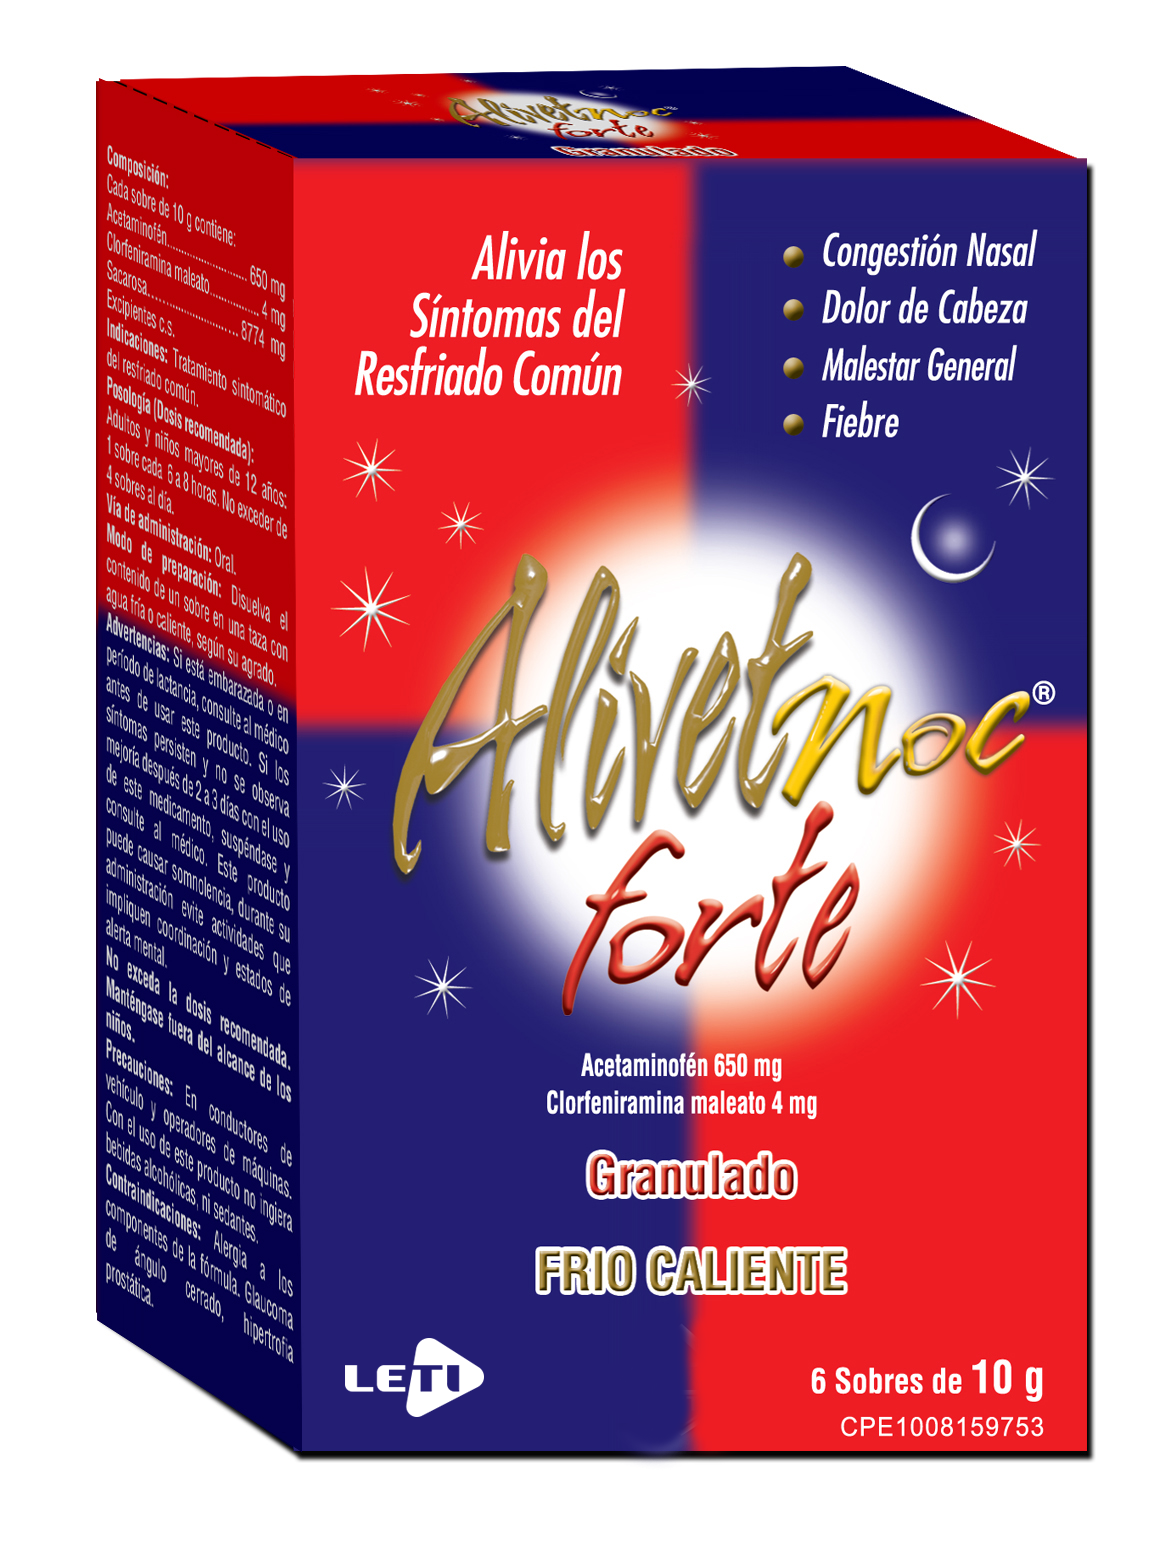 Alivetnoc
forte
Granulado
Composición:
Cada sobre de 10 g contiene:
Acetaminofén........................ 650 mg
Clorfeniramina maleato............. 4 mg
Sacarosa........................... 8774 mg
Excipientes c.s.
Indicaciones: Tratamiento sintomático
del resfriado común.
Posología (Dosis recomendada):
Adultos y niños mayores de 12 años:
1 sobre cada 6 a 8 horas. No exceder de
4 sobres al día.
Vía de administración: Oral.
Modo de preparación: Disuelva el
contenido de un sobre en una taza con
agua fría o caliente, según su agrado.
Advertencias: Si está embarazada o en
período de lactancia, consulte al médico
antes de usar este producto. Si los
síntomas persisten y no se observa
mejoría después de 2 a 3 días con el uso
de este medicamento, suspéndase y
consulte al médico. Este producto
puede causar somnolencia, durante su
administración evite actividades que
impliquen coordinación y estados de
alerta mental.
No exceda la dosis recomendada.
Manténgase fuera del alcance de los
niños.
Precauciones: En conductores de
vehículo y operadores de máquinas.
Con el uso de este producto no ingiera
bebidas alcohólicas, ni sedantes.
Contraindicaciones: Alergia a los
componentes de la fórmula. Glaucoma
de ángulo cerrado, hipertrofia
prostática.
Alivia los
Síntomas del
Resfriado Común
Congestión Nasal
Dolor de Cabeza
Malestar General
Fiebre
Alivetnoc®
forte
Acetaminofén 650 mg
Clorfeniramina maleato 4 mg
Granulado
FRIO CALIENTE
LETI
6 Sobres de 10 g
CPE1008159753